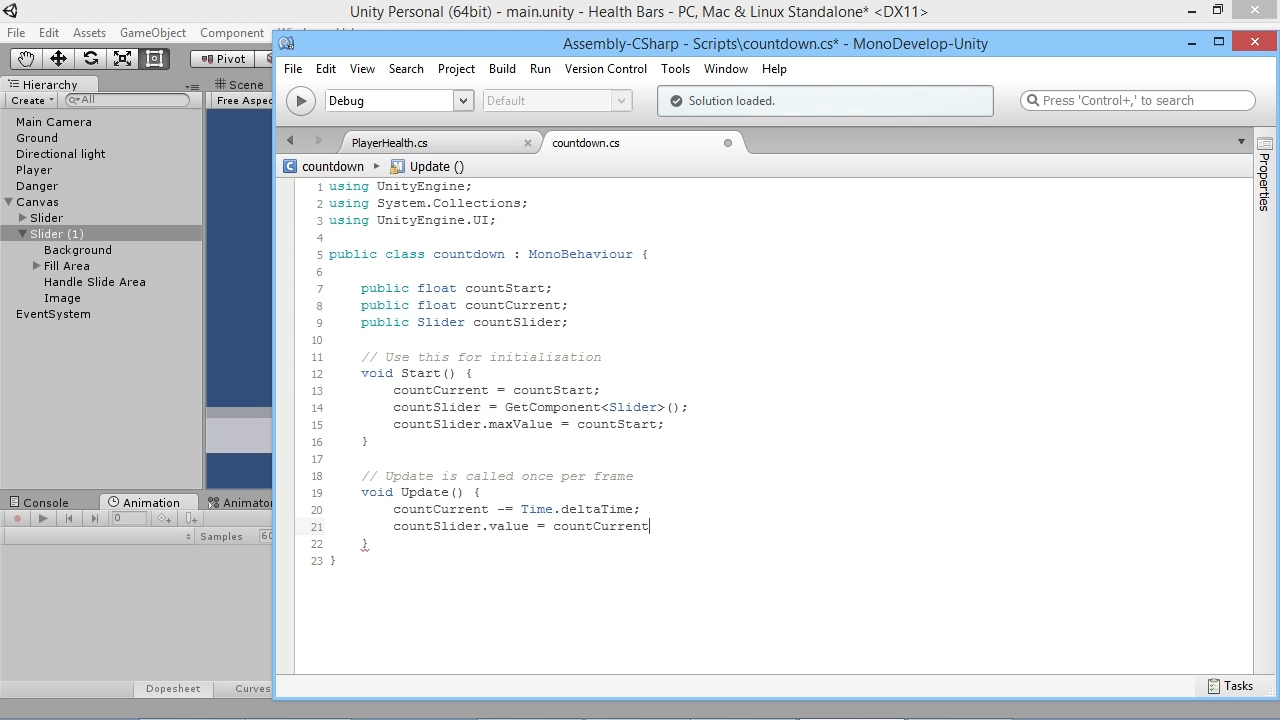 Unity Personal (64bit) - main.unity - Health Bars - PC, Mac & Linux Standalone* <DX11>
File Edit Assets GameObject Component
Pivot
Hierarchy
Create
All
Main Camera
Ground
Directional light
Player
Danger
Canvas
Slider
Slider (1)
Background
Fill Area
Handle Slide Area
Image
EventSystem
Scene
Free Aspec
Console Animation Animator
0
Samples 60
Dopesheet Curves
Assembly-CSharp - Scripts\countdown.cs* - MonoDevelop-Unity
File Edit View Search Project Build Run Version Control Tools Window Help
Debug Default Solution loaded. Press 'Control+,' to search
PlayerHealth.cs countdown.cs
countdown Update ()
1 using UnityEngine;
2 using System.Collections;
3 using UnityEngine.UI;
4
5 public class countdown : MonoBehaviour {
6
7 public float countStart;
8 public float countCurrent;
9 public Slider countSlider;
10
11 // Use this for initialization
12 void Start() {
13 countCurrent = countStart;
14 countSlider = GetComponent<Slider>();
15 countSlider.maxValue = countStart;
16 }
17
18 // Update is called once per frame
19 void Update() {
20 countCurrent -= Time.deltaTime;
21 countSlider.value = countCurrent
22 }
23 }
Properties
Tasks